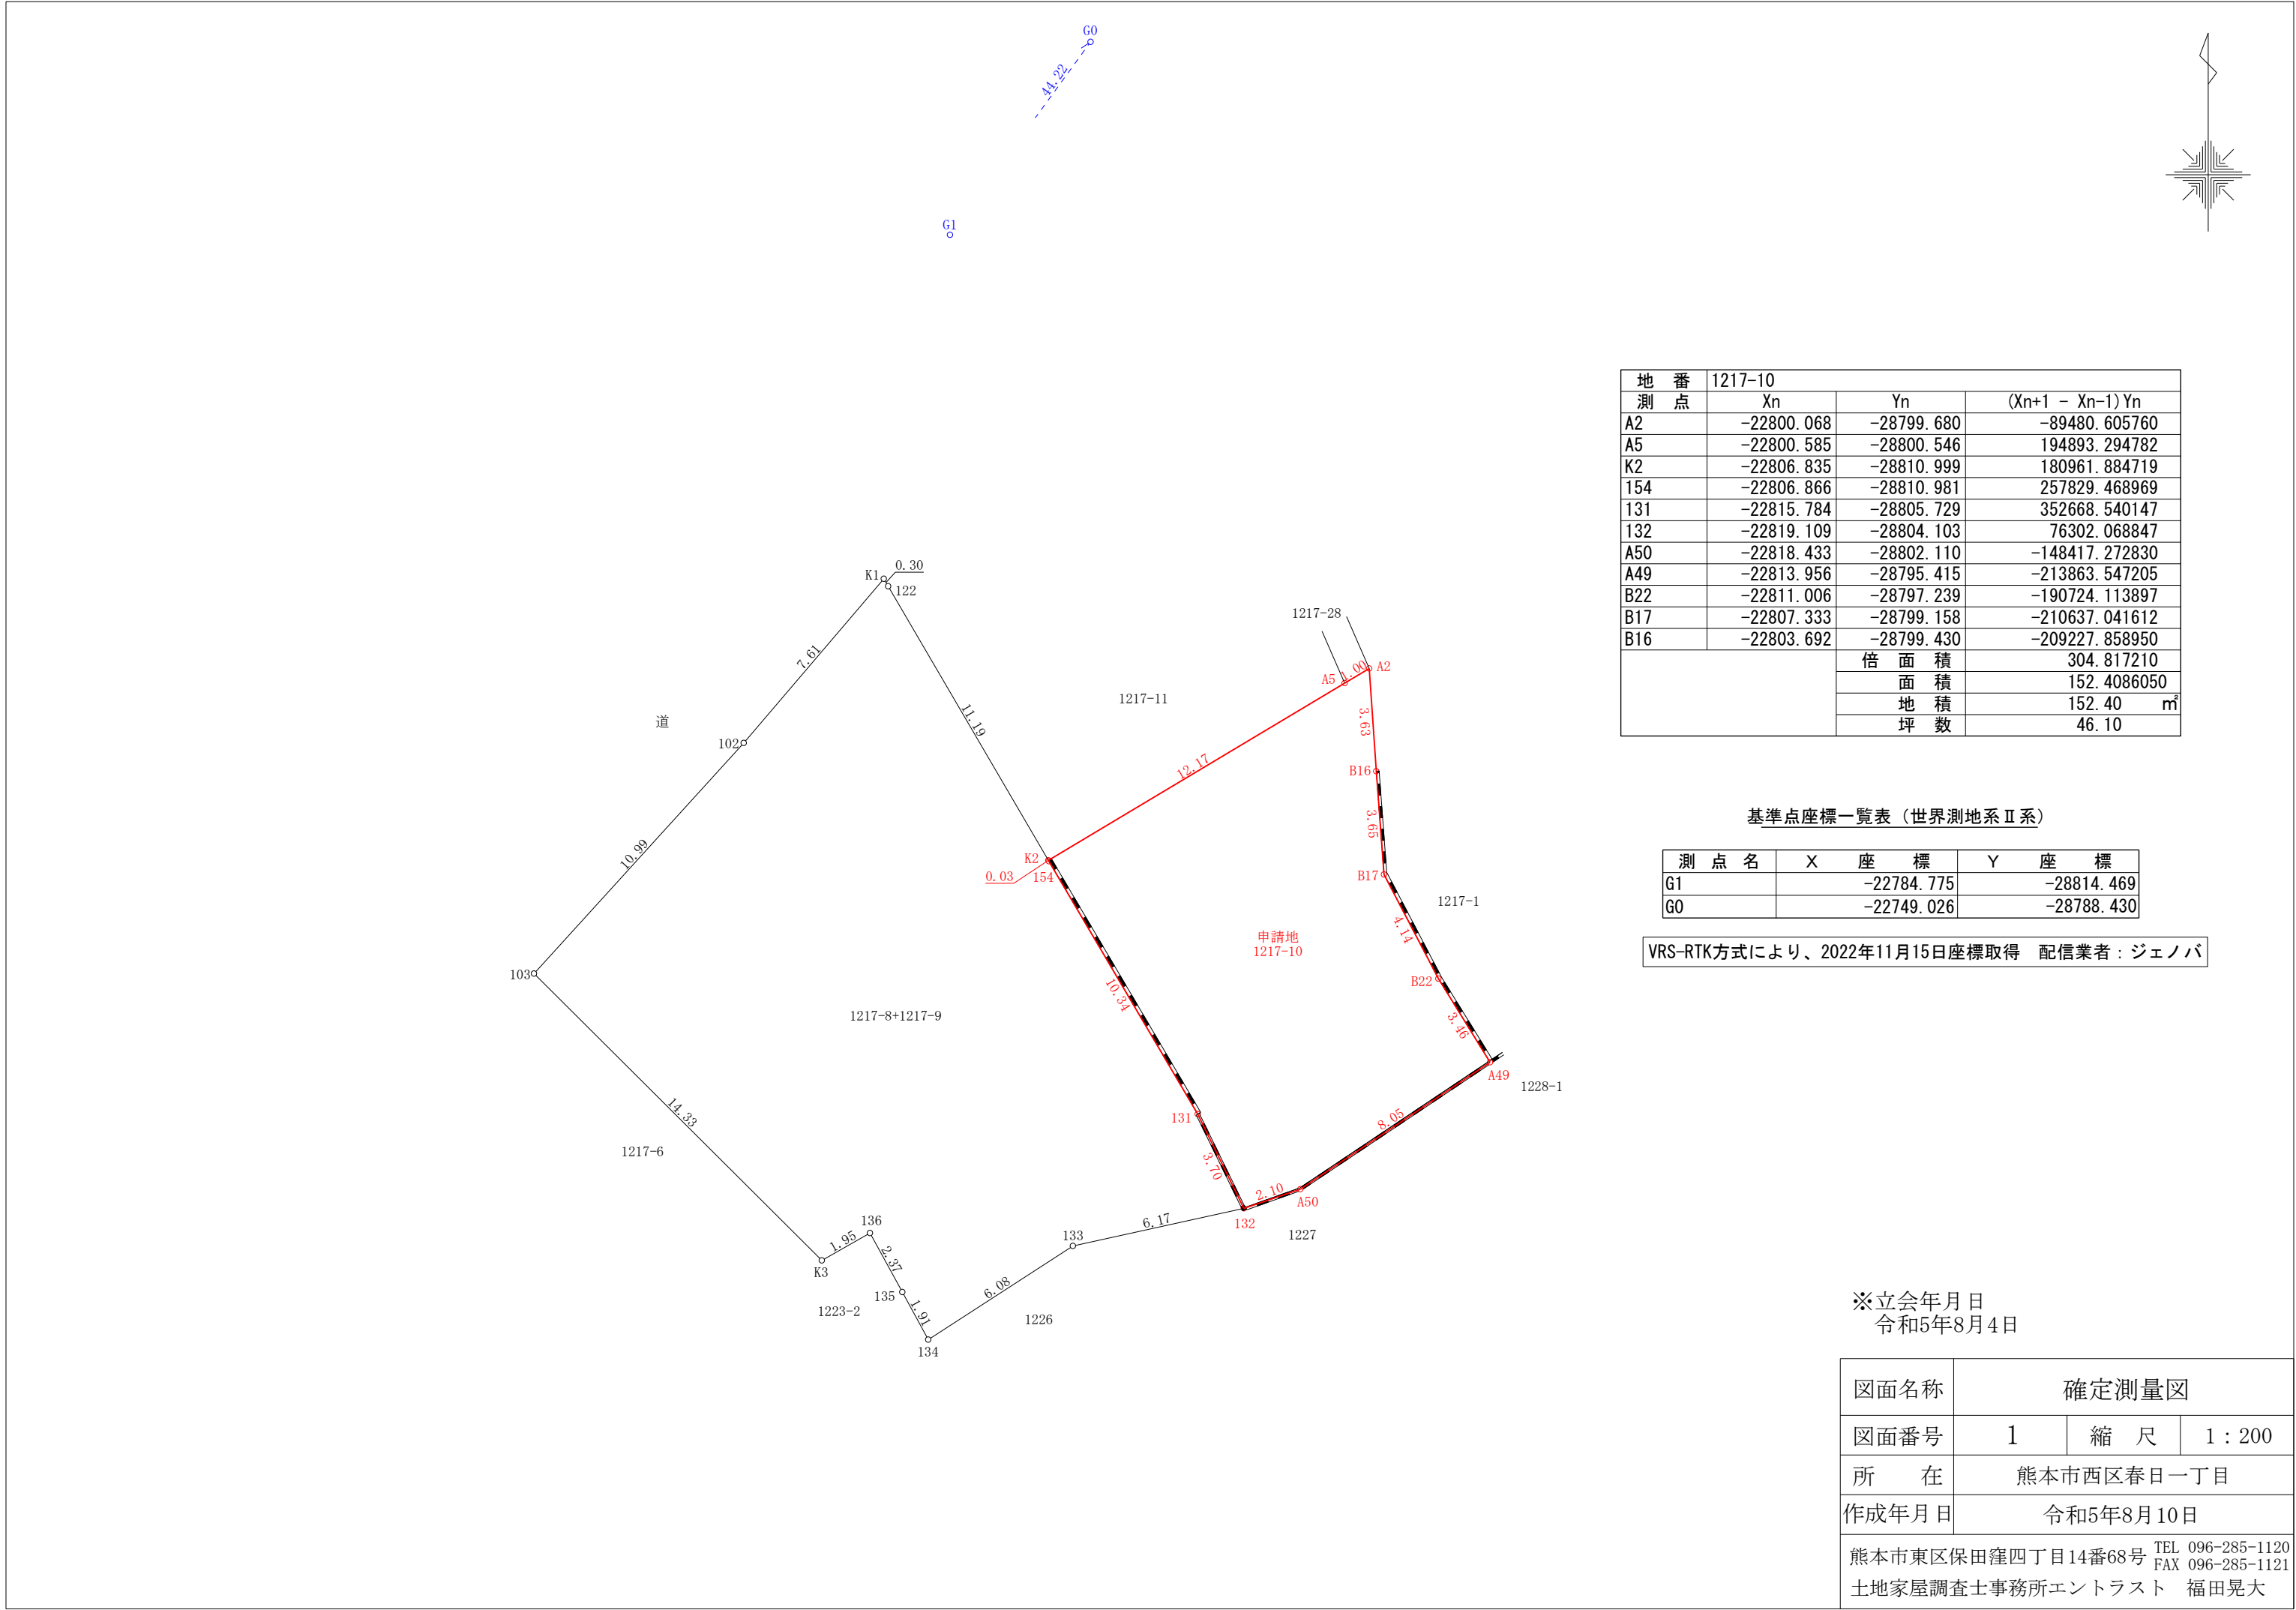 G0
44.22
G1
地 番 1217-10
測 点 Xn Yn (Xn+1 - Xn-1)Yn
A2 -22800.068 -28799.680 -89480.605760
A5 -22800.585 -28800.546 194893.294782
K2 -22806.835 -28810.999 180961.884719
154 -22806.866 -28810.981 257829.468969
131 -22815.784 -28805.729 352668.540147
132 -22819.109 -28804.103 76302.068847
A50 -22818.433 -28802.110 -148417.272830
A49 -22813.956 -28795.415 -213863.547205
B22 -22811.006 -28797.239 -190724.113897
B17 -22807.333 -28799.158 -210637.041612
B16 -22803.692 -28799.430 -209227.858950
倍 面 積 304.817210
面 積 152.4086050
地 積 152.40 ㎡
坪 数 46.10
K1
0.30
122
1217-28
7.61
1.00
A2
A5
1217-11
11.19
3.63
道
102
12.17
B16
3.65
基準点座標一覧表(世界測地系Ⅱ系)
測 点 名 X 座 標 Y 座 標
G1 -22784.775 -28814.469
G0 -22749.026 -28788.430
VRS-RTK方式により、2022年11月15日座標取得 配信業者:ジェノバ
10.99
K2
0.03
154
B17
1217-1
4.14
申請地
1217-10
103
B22
10.34
1217-8+1217-9
3.46
A49
1228-1
14.33
131
8.05
1217-6
3.70
2.10
A50
132
6.17
1227
136
133
1.95
2.37
K3
6.08
135
1.91
1223-2
1226
134
※立会年月日
令和5年8月4日
図面名称 確定測量図
図面番号 1 縮 尺 1:200
所 在 熊本市西区春日一丁目
作成年月日 令和5年8月10日
熊本市東区保田窪四丁目14番68号 TEL 096-285-1120
FAX 096-285-1121
土地家屋調査士事務所エントラスト 福田晃大